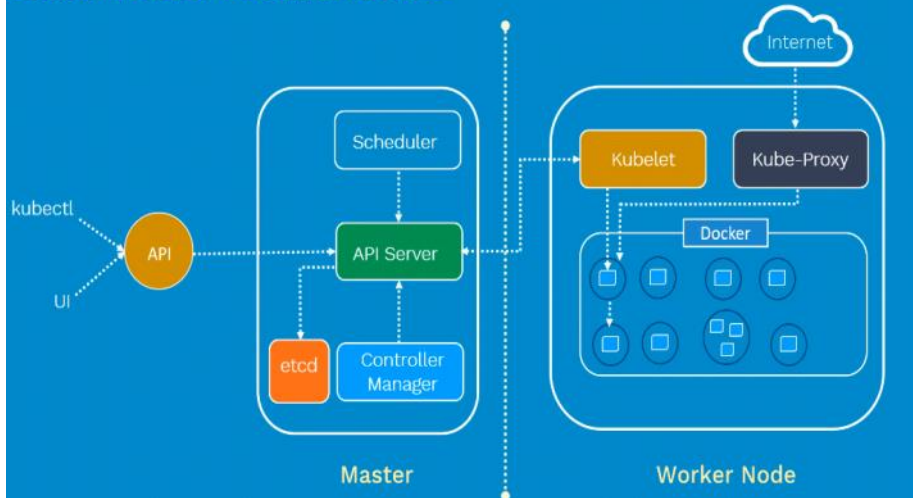 Internet
Scheduler
Kubelet
Kube-Proxy
kubectl
API
API Server
Docker
UI
etcd
Controller
Manager
Master
Worker Node